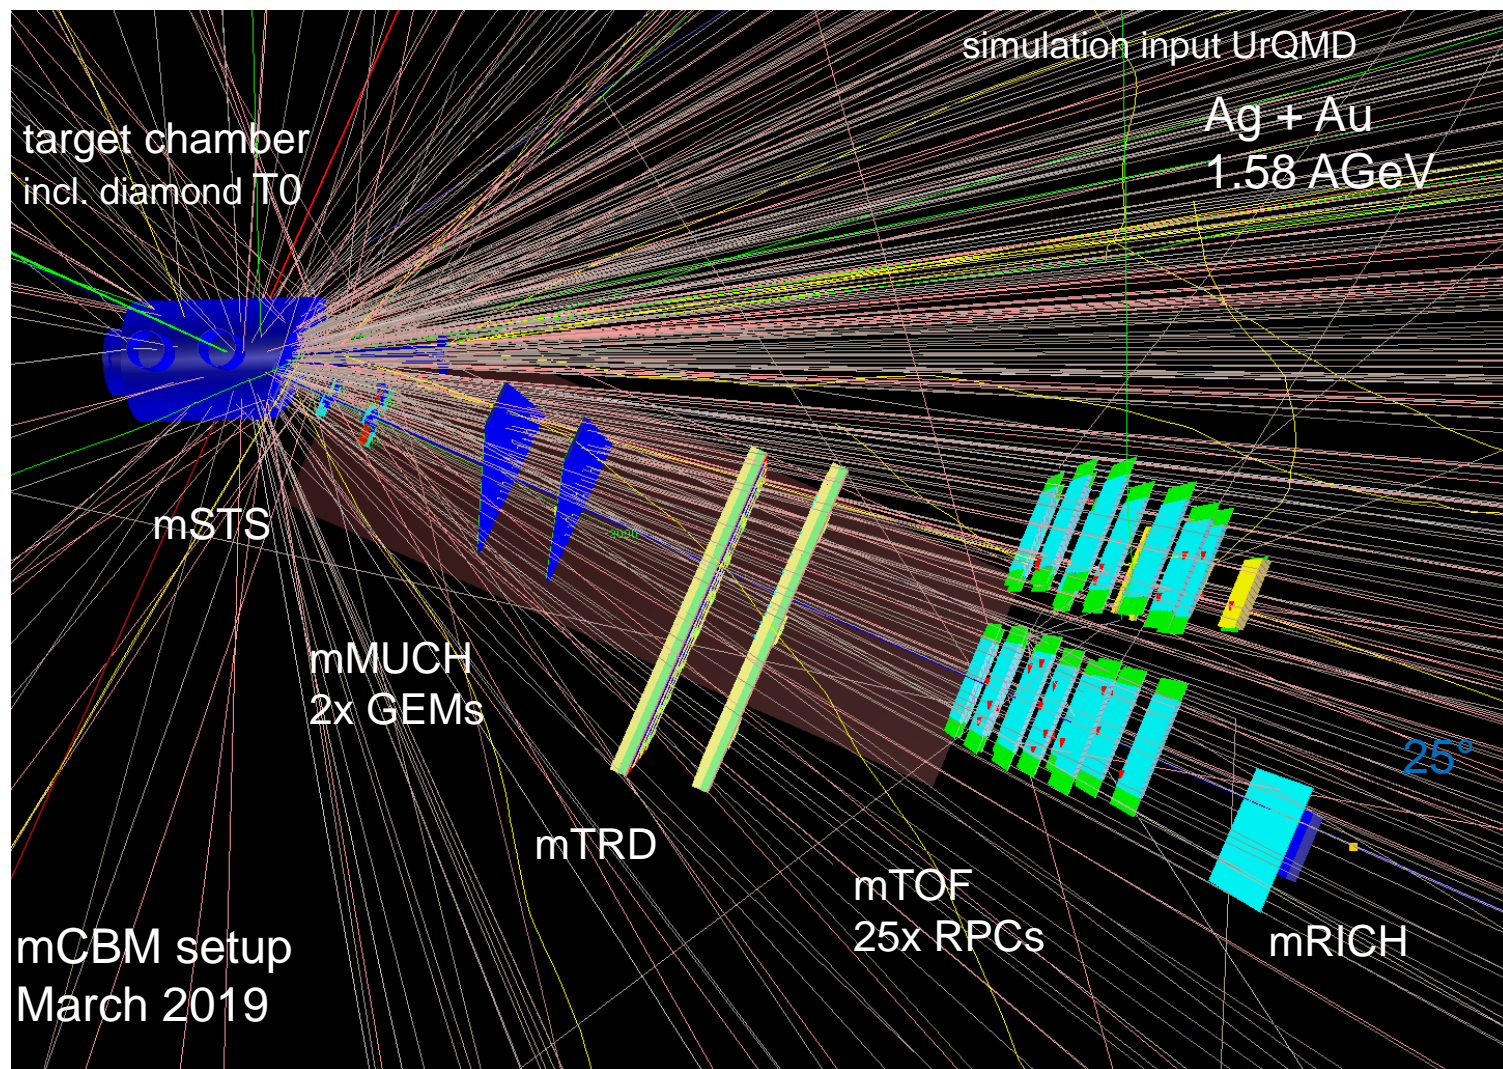 simulation input UrQMD
Ag + Au
1.58 AGeV
target chamber
incl. diamond T0
mSTS
3000
mMUCH
2x GEMs
25°
mTRD
mTOF
25x RPCs
mRICH
mCBM setup
March 2019